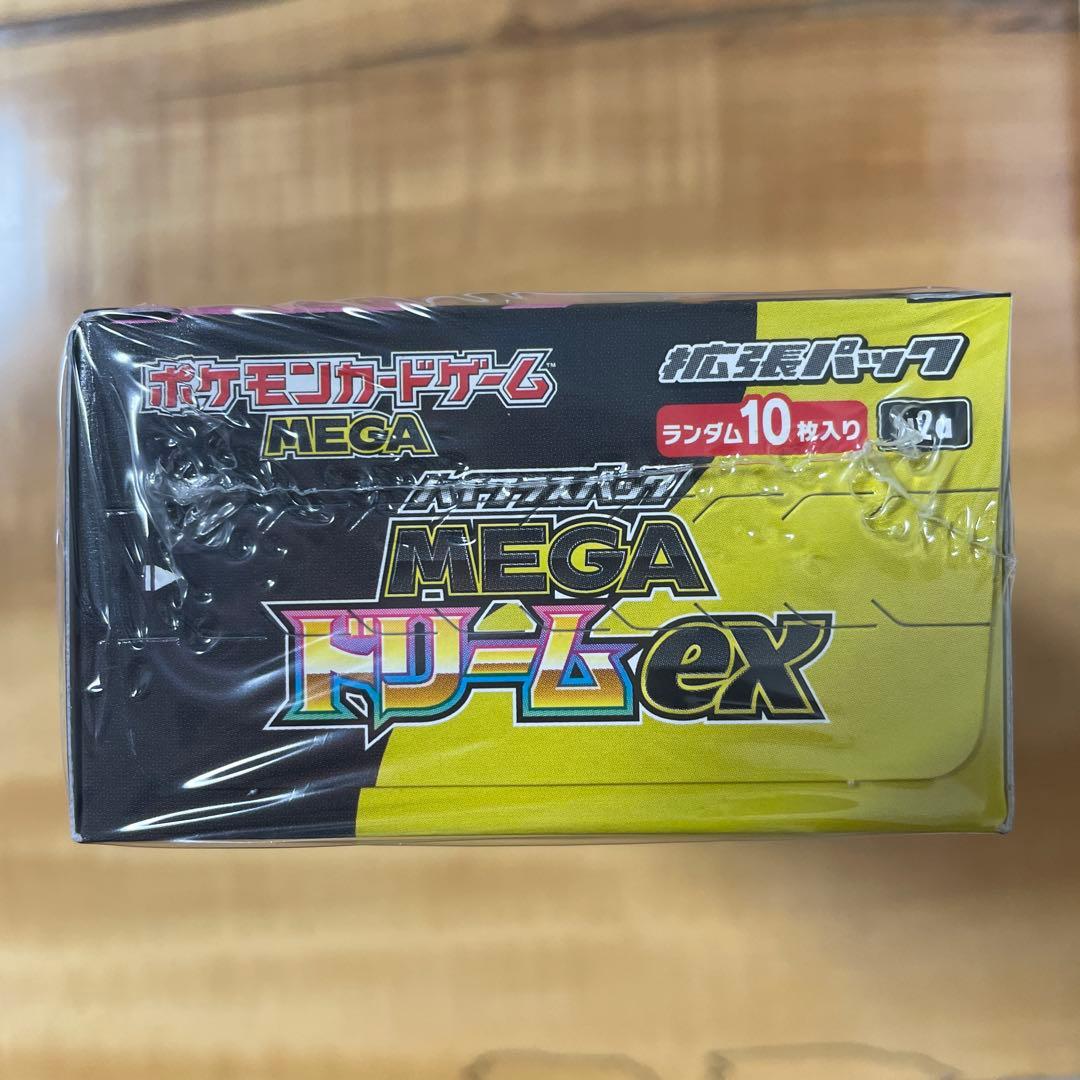 ポケモンカードゲーム™
MEGA
拡張パック
ランダム10枚入り
ハイクラスパック
MEGA
ドリームex